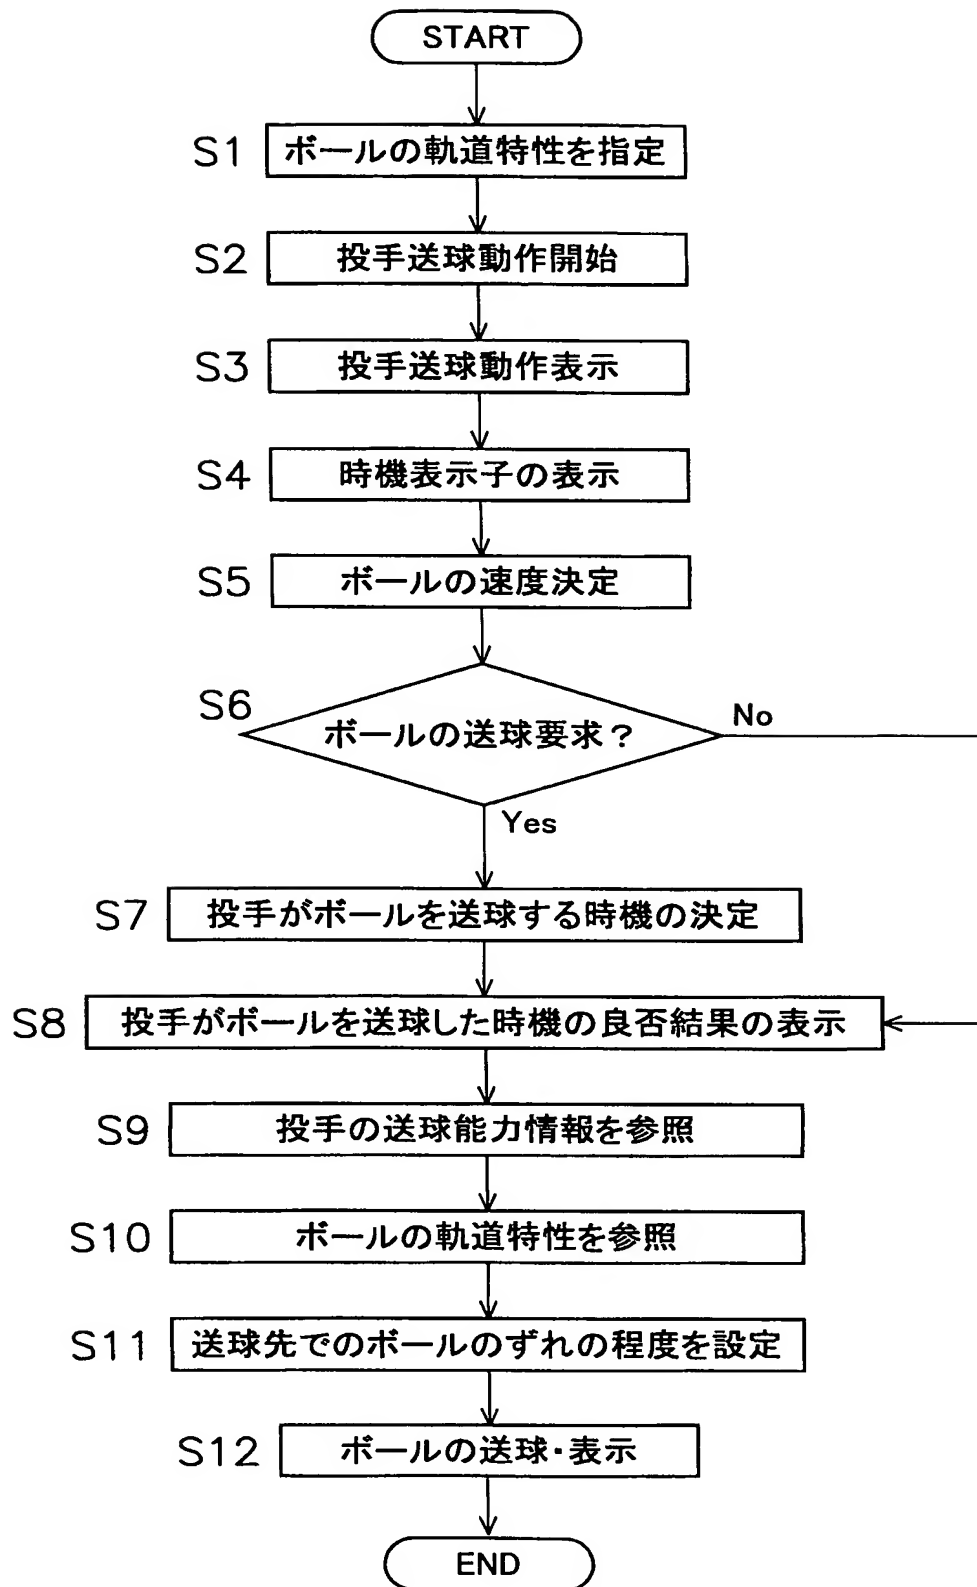 START
S1 ボールの軌道特性を指定
S2 投手送球動作開始
S3 投手送球動作表示
S4 時機表示子の表示
S5 ボールの速度決定
S6 ボールの送球要求？ No
Yes
S7 投手がボールを送球する時機の決定
S8 投手がボールを送球した時機の良否結果の表示
S9 投手の送球能力情報を参照
S10 ボールの軌道特性を参照
S11 送球先でのボールのずれの程度を設定
S12 ボールの送球・表示
END